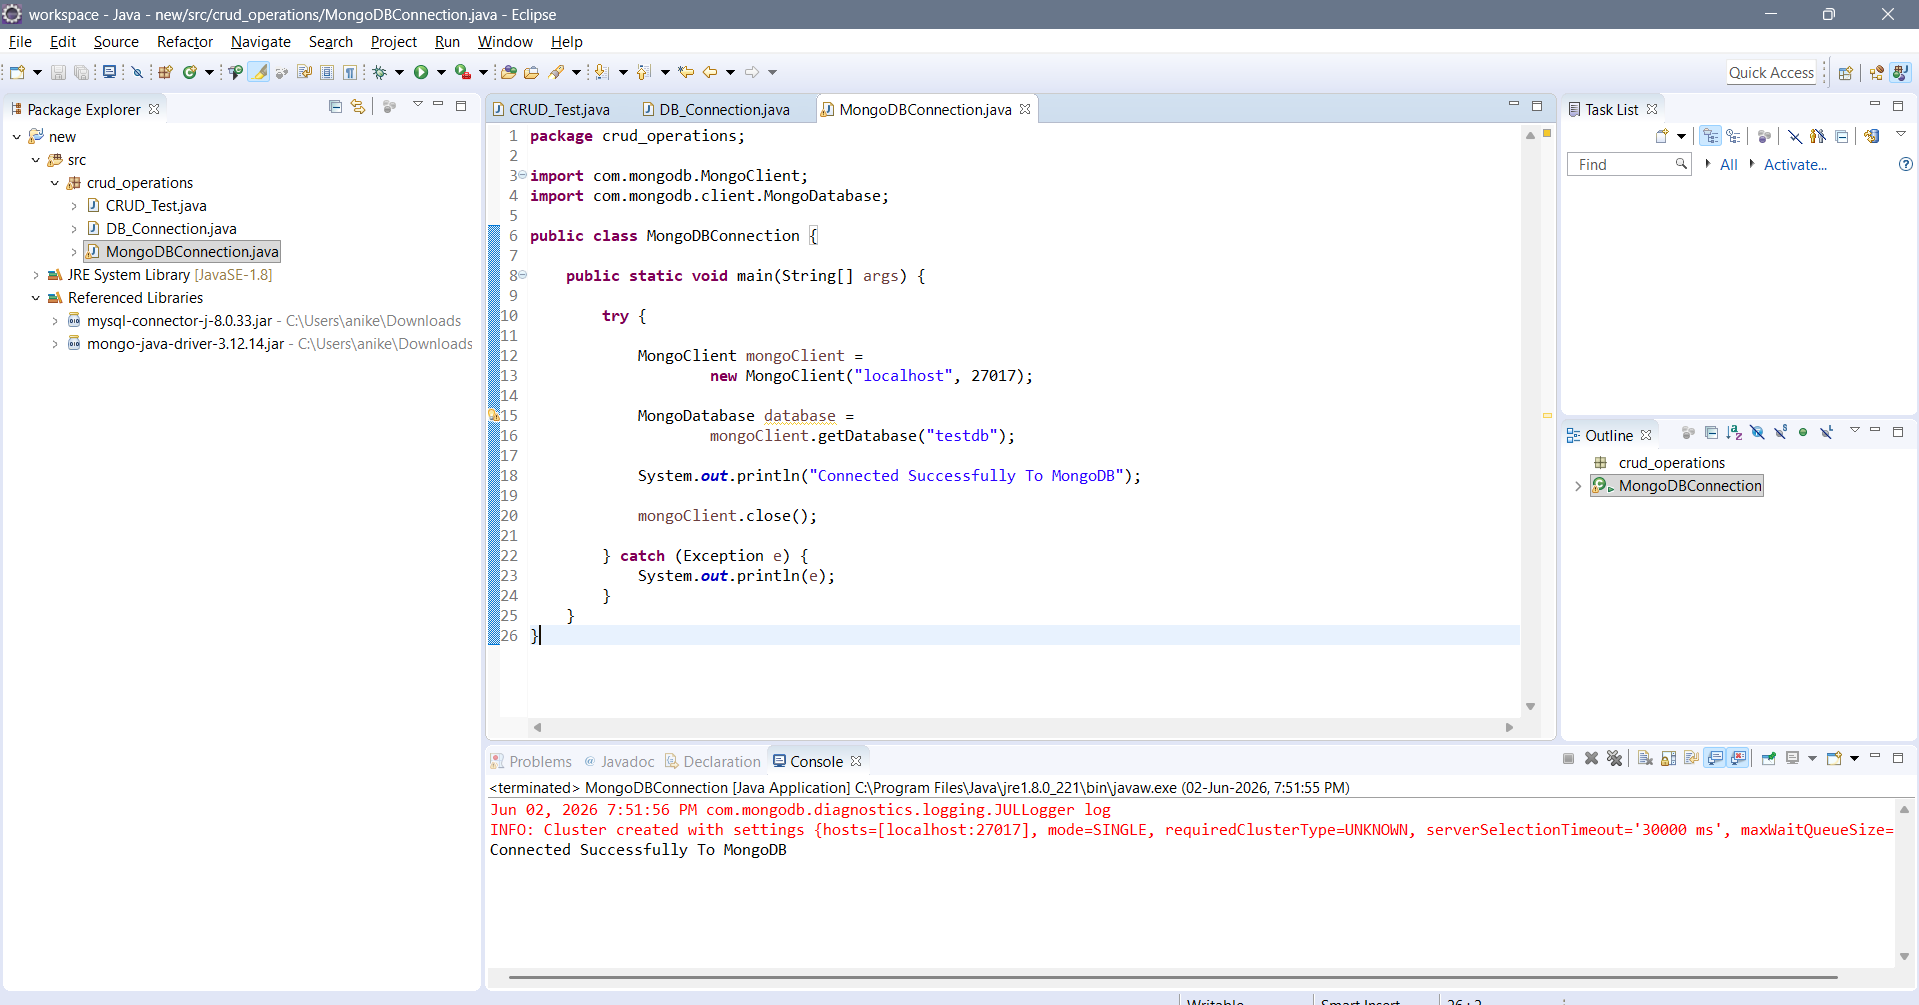 workspace - Java - new/src/crud_operations/MongoDBConnection.java - Eclipse
File Edit Source Refactor Navigate Search Project Run Window Help
Quick Access
Package Explorer
new
src
crud_operations
CRUD_Test.java
DB_Connection.java
MongoDBConnection.java
JRE System Library [JavaSE-1.8]
Referenced Libraries
mysql-connector-j-8.0.33.jar - C:\Users\anike\Downloads
mongo-java-driver-3.12.14.jar - C:\Users\anike\Downloads
CRUD_Test.java DB_Connection.java MongoDBConnection.java
1 package crud_operations;
2
3 import com.mongodb.MongoClient;
4 import com.mongodb.client.MongoDatabase;
5
6 public class MongoDBConnection {
7
8 public static void main(String[] args) {
9
10 try {
11
12 MongoClient mongoClient =
13 new MongoClient("localhost", 27017);
14
15 MongoDatabase database =
16 mongoClient.getDatabase("testdb");
17
18 System.out.println("Connected Successfully To MongoDB");
19
20 mongoClient.close();
21
22 } catch (Exception e) {
23 System.out.println(e);
24 }
25 }
26 }
Task List
Find All Activate...
Outline
crud_operations
MongoDBConnection
Problems @ Javadoc Declaration Console
<terminated> MongoDBConnection [Java Application] C:\Program Files\Java\jre1.8.0_221\bin\javaw.exe (02-Jun-2026, 7:51:55 PM)
Jun 02, 2026 7:51:56 PM com.mongodb.diagnostics.logging.JULLogger log
INFO: Cluster created with settings {hosts=[localhost:27017], mode=SINGLE, requiredClusterType=UNKNOWN, serverSelectionTimeout='30000 ms', maxWaitQueueSize=
Connected Successfully To MongoDB
Writable Smart Insert 26 : 2